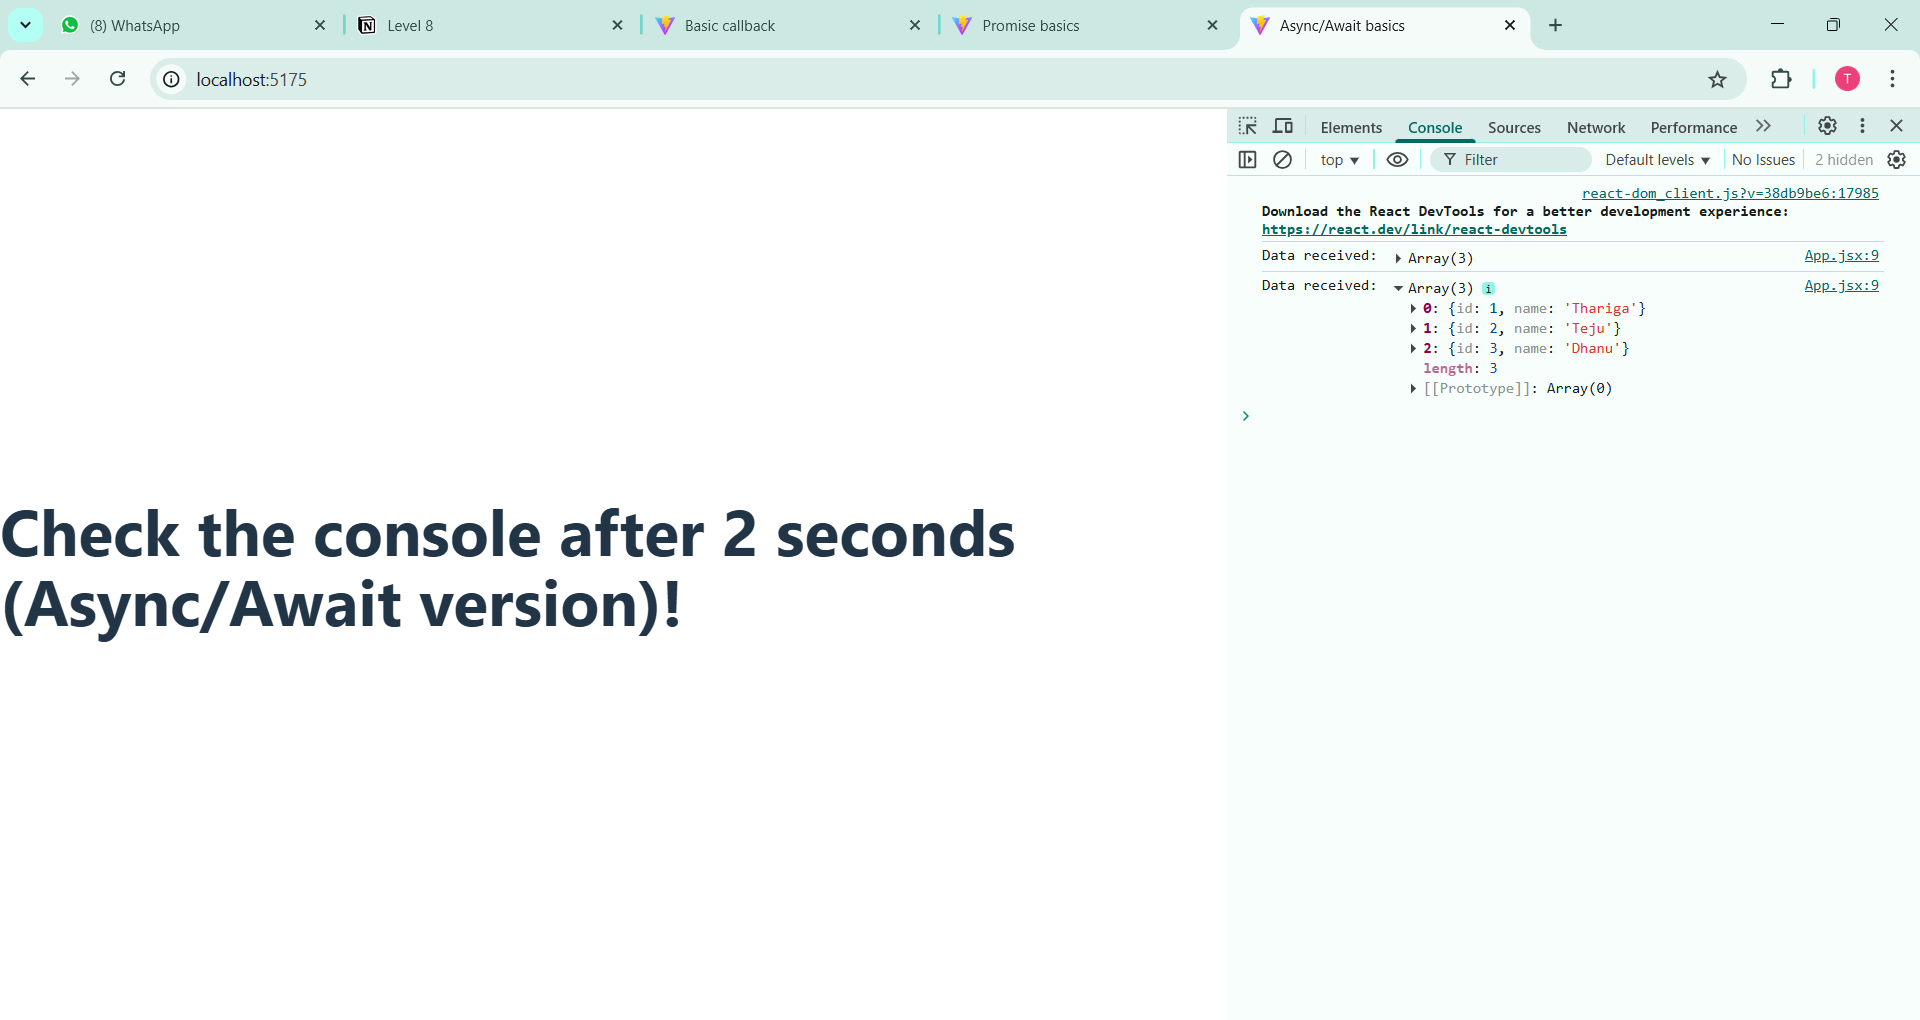 (8) WhatsApp
Level 8
Basic callback
Promise basics
Async/Await basics
localhost:5175
T
Elements Console Sources Network Performance
top Filter Default levels No Issues 2 hidden
react-dom_client.js?v=38db9be6:17985
Download the React DevTools for a better development experience:
https://react.dev/link/react-devtools
Data received: Array(3) App.jsx:9
Data received: Array(3) i App.jsx:9
0: {id: 1, name: 'Thariga'}
1: {id: 2, name: 'Teju'}
2: {id: 3, name: 'Dhanu'}
length: 3
[[Prototype]]: Array(0)
Check the console after 2 seconds
(Async/Await version)!